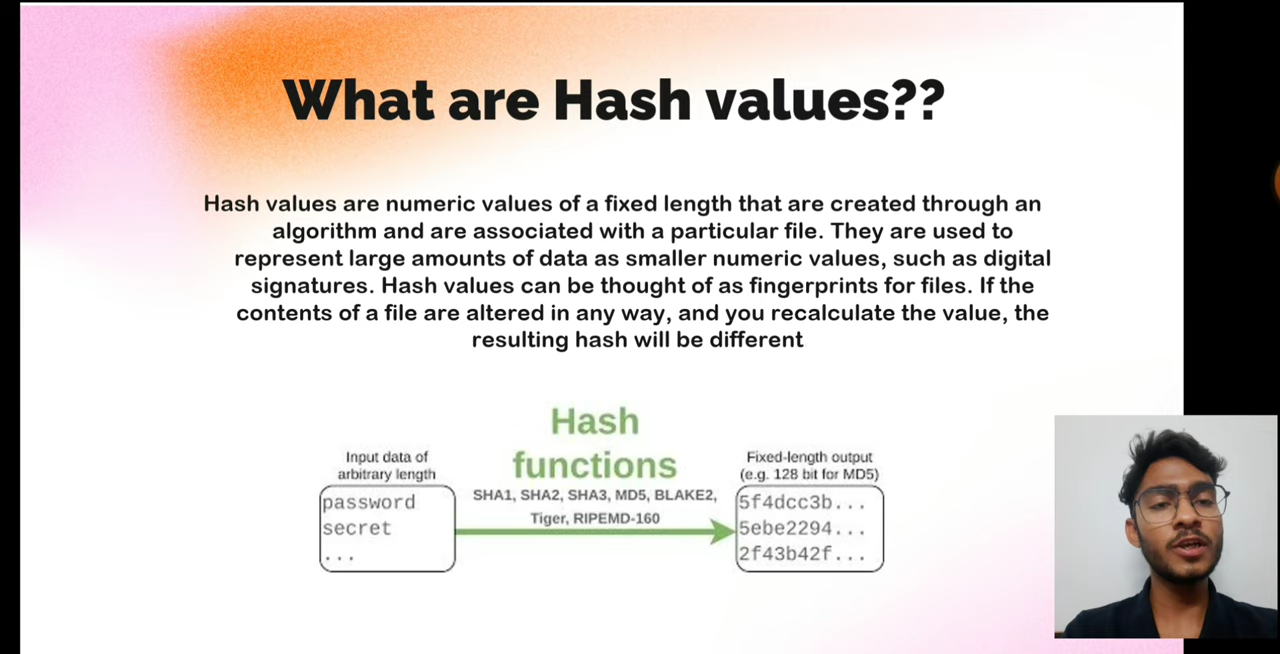 What are Hash values??
Hash values are numeric values of a fixed length that are created through an
algorithm and are associated with a particular file. They are used to
represent large amounts of data as smaller numeric values, such as digital
signatures. Hash values can be thought of as fingerprints for files. If the
contents of a file are altered in any way, and you recalculate the value, the
resulting hash will be different
Hash
functions
Input data of
arbitrary length
password
secret
...
SHA1, SHA2, SHA3, MD5, BLAKE2,
Tiger, RIPEMD-160
Fixed-length output
(e.g. 128 bit for MD5)
5f4dcc3b...
5ebe2294...
2f43b42f...